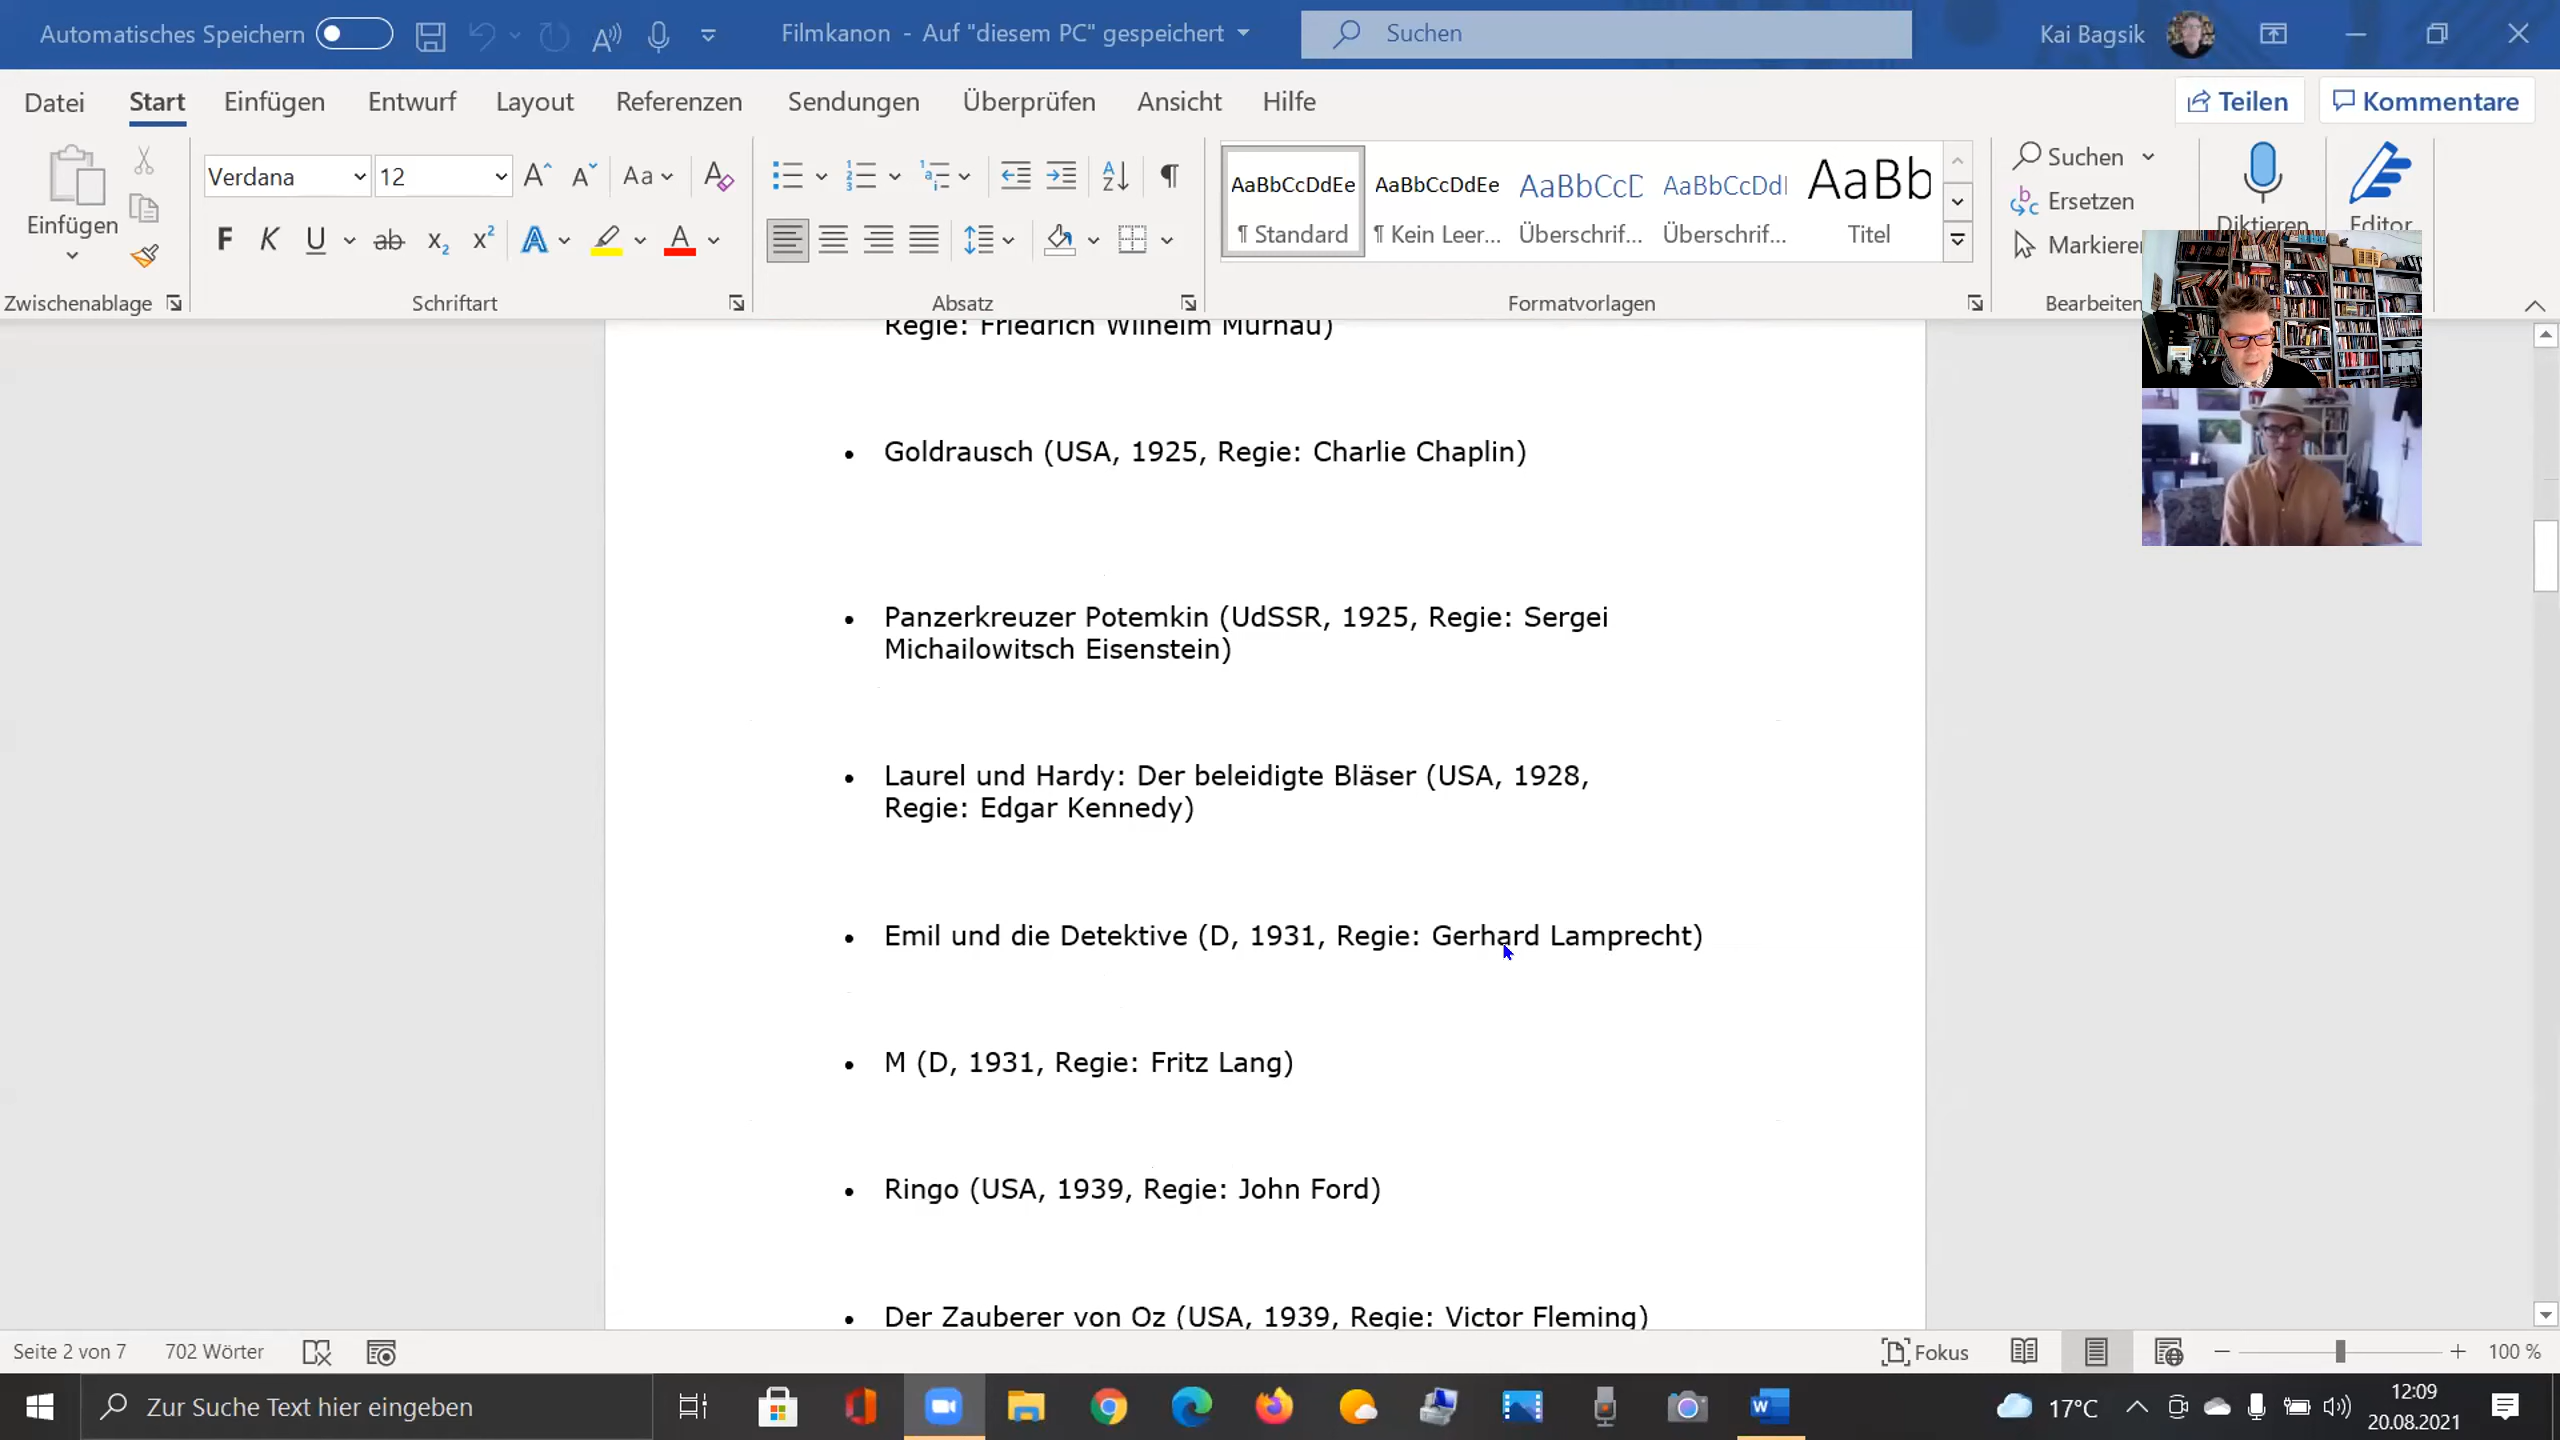 Automatisches Speichern
Filmkanon - Auf "diesem PC" gespeichert
Suchen
Kai Bagsik
Datei Start Einfügen Entwurf Layout Referenzen Sendungen Überprüfen Ansicht Hilfe
Teilen Kommentare
Einfügen
Verdana 12
AaBbCcDdEe AaBbCcDdEe AaBbCcC AaBbCcDdI AaBb
¶ Standard ¶ Kein Leer... Überschrif... Überschrif... Titel
Suchen
Ersetzen
Markieren
Diktieren
Editor
Zwischenablage Schriftart Absatz Formatvorlagen Bearbeiten
Regie: Friedrich Wilhelm Murnau)
• Goldrausch (USA, 1925, Regie: Charlie Chaplin)
• Panzerkreuzer Potemkin (UdSSR, 1925, Regie: Sergei
Michailowitsch Eisenstein)
• Laurel und Hardy: Der beleidigte Bläser (USA, 1928,
Regie: Edgar Kennedy)
• Emil und die Detektive (D, 1931, Regie: Gerhard Lamprecht)
• M (D, 1931, Regie: Fritz Lang)
• Ringo (USA, 1939, Regie: John Ford)
• Der Zauberer von Oz (USA, 1939, Regie: Victor Fleming)
Seite 2 von 7 702 Wörter
Fokus
100 %
Zur Suche Text hier eingeben
17°C
12:09
20.08.2021